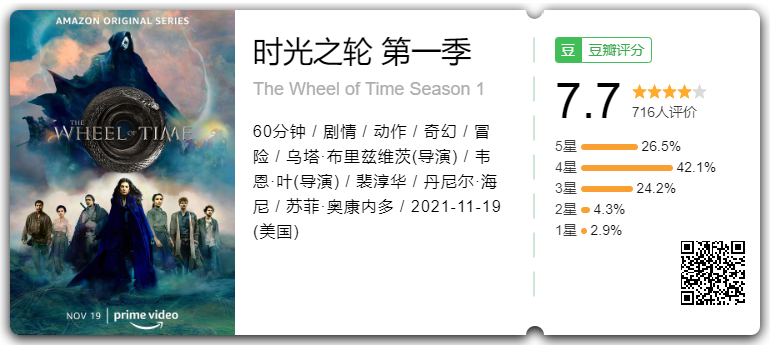 AMAZON ORIGINAL SERIES
THE
WHEEL OF TIME
NOV 19 | prime video
时光之轮 第一季
The Wheel of Time Season 1
60分钟 / 剧情 / 动作 / 奇幻 / 冒
险 / 乌塔·布里兹维茨(导演) / 韦
恩·叶(导演) / 裴淳华 / 丹尼尔·海
尼 / 苏菲·奥康内多 / 2021-11-19
(美国)
豆 豆瓣评分
7.7
716人评价
5星 26.5%
4星 42.1%
3星 24.2%
2星 4.3%
1星 2.9%